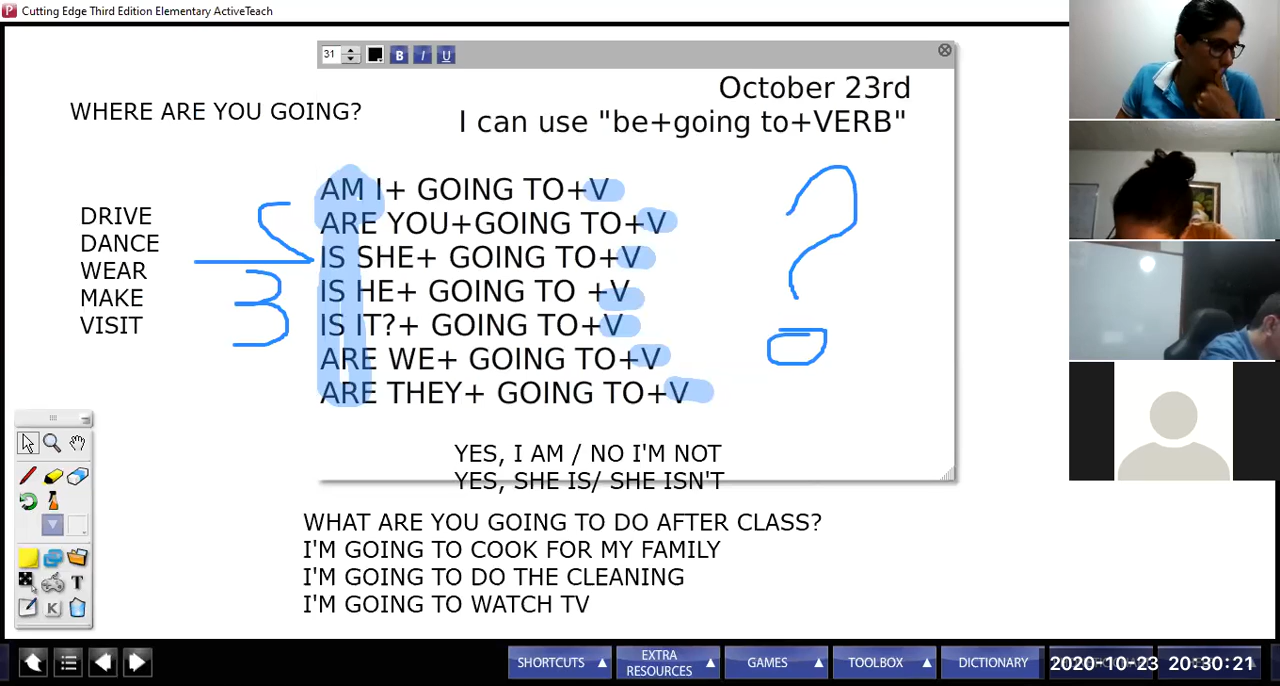 Cutting Edge Third Edition Elementary ActiveTeach
31
B I U
October 23rd
WHERE ARE YOU GOING?
I can use "be+going to+VERB"
AM I+ GOING TO+V
ARE YOU+GOING TO+V
IS SHE+ GOING TO+V
IS HE+ GOING TO +V
IS IT?+ GOING TO+V
ARE WE+ GOING TO+V
ARE THEY+ GOING TO+V
?
DRIVE
DANCE
WEAR
MAKE
VISIT
YES, I AM / NO I'M NOT
YES, SHE IS/ SHE ISN'T
WHAT ARE YOU GOING TO DO AFTER CLASS?
I'M GOING TO COOK FOR MY FAMILY
I'M GOING TO DO THE CLEANING
I'M GOING TO WATCH TV
T
K
SHORTCUTS
EXTRA RESOURCES
GAMES
TOOLBOX
DICTIONARY
2020-10-23 20:30:21